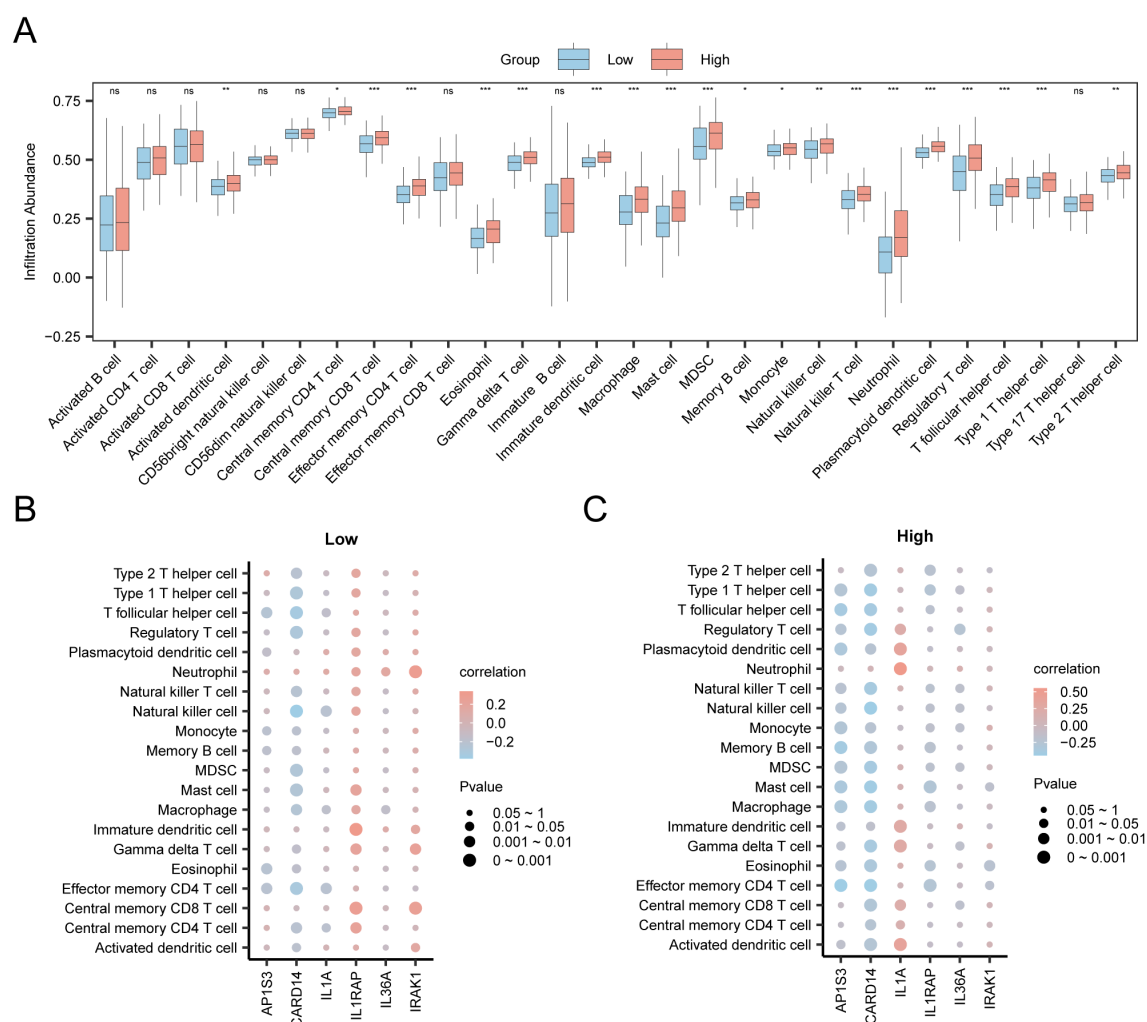 A
Group Low High
ns ns ns ** ns ns * *** *** ns *** *** ns *** *** *** *** * * ** *** *** *** *** *** *** ns **
Infiltration Abundance
0.75
0.50
0.25
0.00
−0.25
Activated B cell
Activated CD4 T cell
Activated CD8 T cell
Activated dendritic cell
CD56bright natural killer cell
CD56dim natural killer cell
Central memory CD4 T cell
Central memory CD8 T cell
Effector memory CD4 T cell
Effector memory CD8 T cell
Eosinophil
Gamma delta T cell
Immature B cell
Immature dendritic cell
Macrophage
Mast cell
MDSC
Memory B cell
Monocyte
Natural killer cell
Natural killer T cell
Neutrophil
Plasmacytoid dendritic cell
Regulatory T cell
T follicular helper cell
Type 1 T helper cell
Type 17 T helper cell
Type 2 T helper cell
B
Low
Type 2 T helper cell
Type 1 T helper cell
T follicular helper cell
Regulatory T cell
Plasmacytoid dendritic cell
Neutrophil
Natural killer T cell
Natural killer cell
Monocyte
Memory B cell
MDSC
Mast cell
Macrophage
Immature dendritic cell
Gamma delta T cell
Eosinophil
Effector memory CD4 T cell
Central memory CD8 T cell
Central memory CD4 T cell
Activated dendritic cell
AP1S3
CARD14
IL1A
IL1RAP
IL36A
IRAK1
correlation
0.2
0.0
−0.2
Pvalue
0.05 ~ 1
0.01 ~ 0.05
0.001 ~ 0.01
0 ~ 0.001
C
High
Type 2 T helper cell
Type 1 T helper cell
T follicular helper cell
Regulatory T cell
Plasmacytoid dendritic cell
Neutrophil
Natural killer T cell
Natural killer cell
Monocyte
Memory B cell
MDSC
Mast cell
Macrophage
Immature dendritic cell
Gamma delta T cell
Eosinophil
Effector memory CD4 T cell
Central memory CD8 T cell
Central memory CD4 T cell
Activated dendritic cell
AP1S3
CARD14
IL1A
IL1RAP
IL36A
IRAK1
correlation
0.50
0.25
0.00
−0.25
Pvalue
0.05 ~ 1
0.01 ~ 0.05
0.001 ~ 0.01
0 ~ 0.001